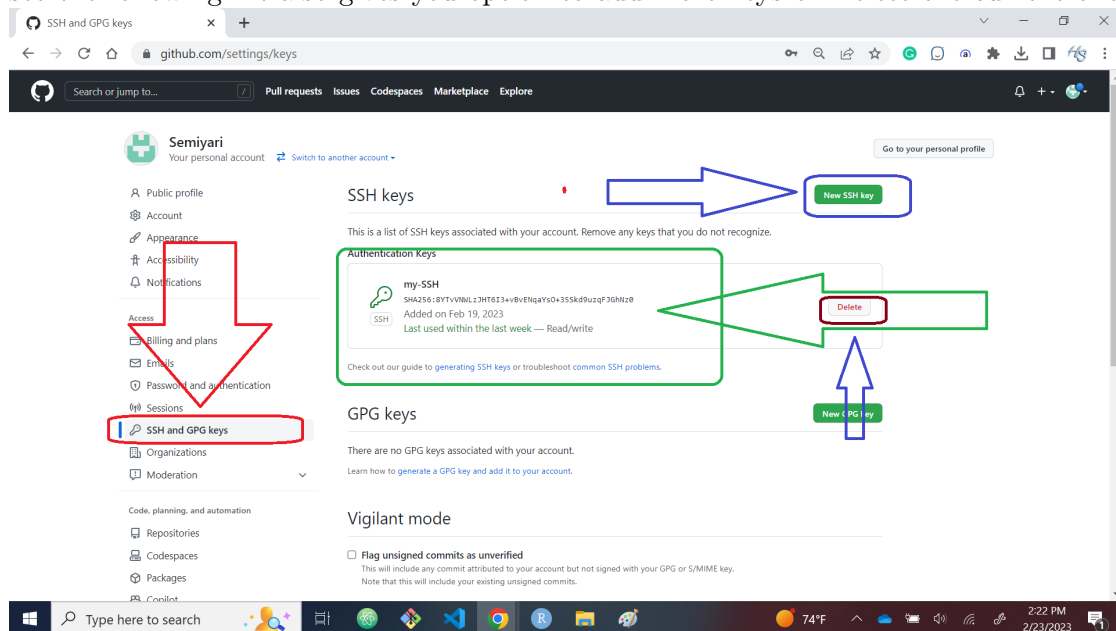 SSH and GPG keys
github.com/settings/keys
Search or jump to... / Pull requests Issues Codespaces Marketplace Explore
Semiyari
Your personal account Switch to another account
Go to your personal profile
Public profile
Account
Appearance
Accessibility
Notifications
Access
Billing and plans
Emails
Password and authentication
Sessions
SSH and GPG keys
Organizations
Moderation
Code, planning, and automation
Repositories
Codespaces
Packages
Copilot
SSH keys
New SSH key
This is a list of SSH keys associated with your account. Remove any keys that you do not recognize.
Authentication Keys
my-SSH
SHA256:8YTvVNWLzJHT6I3+vBvENqaYsO+355kd9uzqFJGhNz0
Added on Feb 19, 2023
Last used within the last week — Read/write
SSH
Delete
Check out our guide to generating SSH keys or troubleshoot common SSH problems.
GPG keys
New GPG key
There are no GPG keys associated with your account.
Learn how to generate a GPG key and add it to your account.
Vigilant mode
Flag unsigned commits as unverified
This will include any commit attributed to your account but not signed with your GPG or S/MIME key.
Note that this will include your existing unsigned commits.
Type here to search
74°F
2:22 PM
2/23/2023